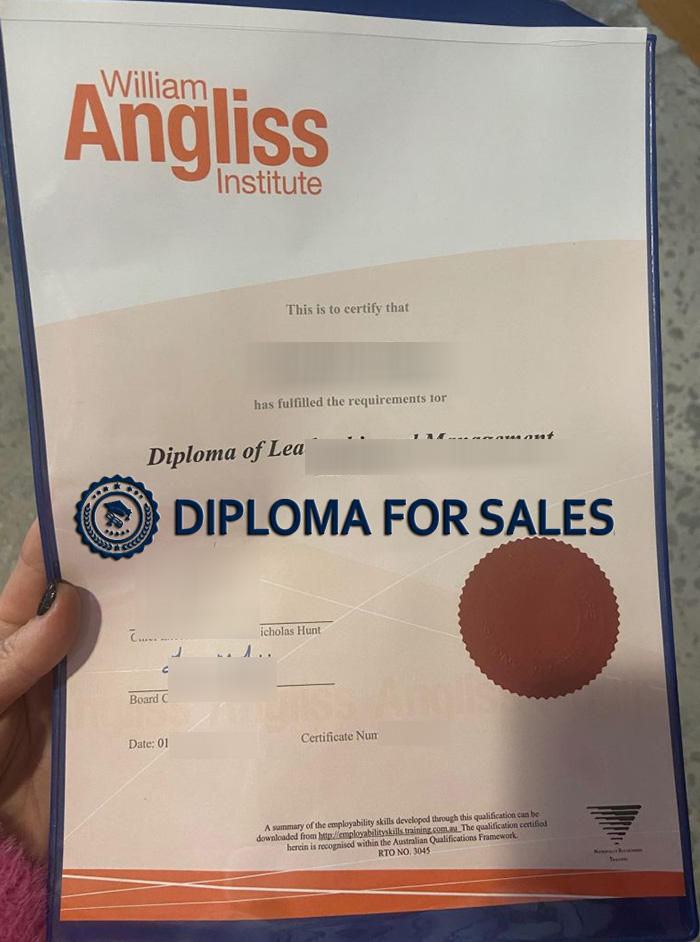 William
Angliss
Institute
This is to certify that
has fulfilled the requirements for
Diploma of Lea
DIPLOMA FOR SALES
icholas Hunt
Board C
Date: 01
Certificate Num
A summary of the employability skills developed through this qualification can be
downloaded from http://employabilityskills.training.com.au The qualification certified
herein is recognised within the Australian Qualifications Framework.
RTO NO. 3045
Nationally Recognised
Training